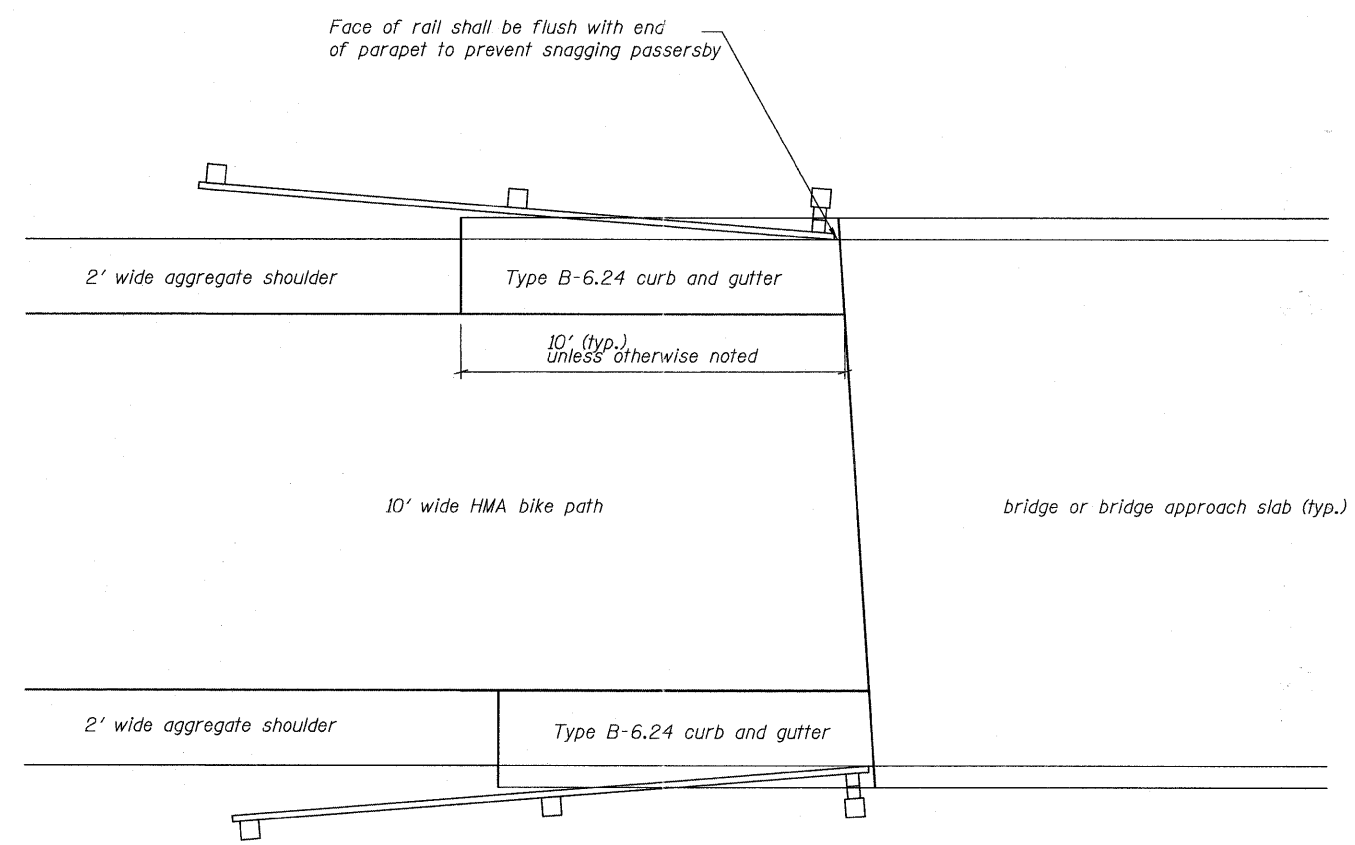 Face of rail shall be flush with end
of parapet to prevent snagging passersby
2' wide aggregate shoulder
Type B-6.24 curb and gutter
10' (typ.)
unless otherwise noted
10' wide HMA bike path
bridge or bridge approach slab (typ.)
2' wide aggregate shoulder
Type B-6.24 curb and gutter